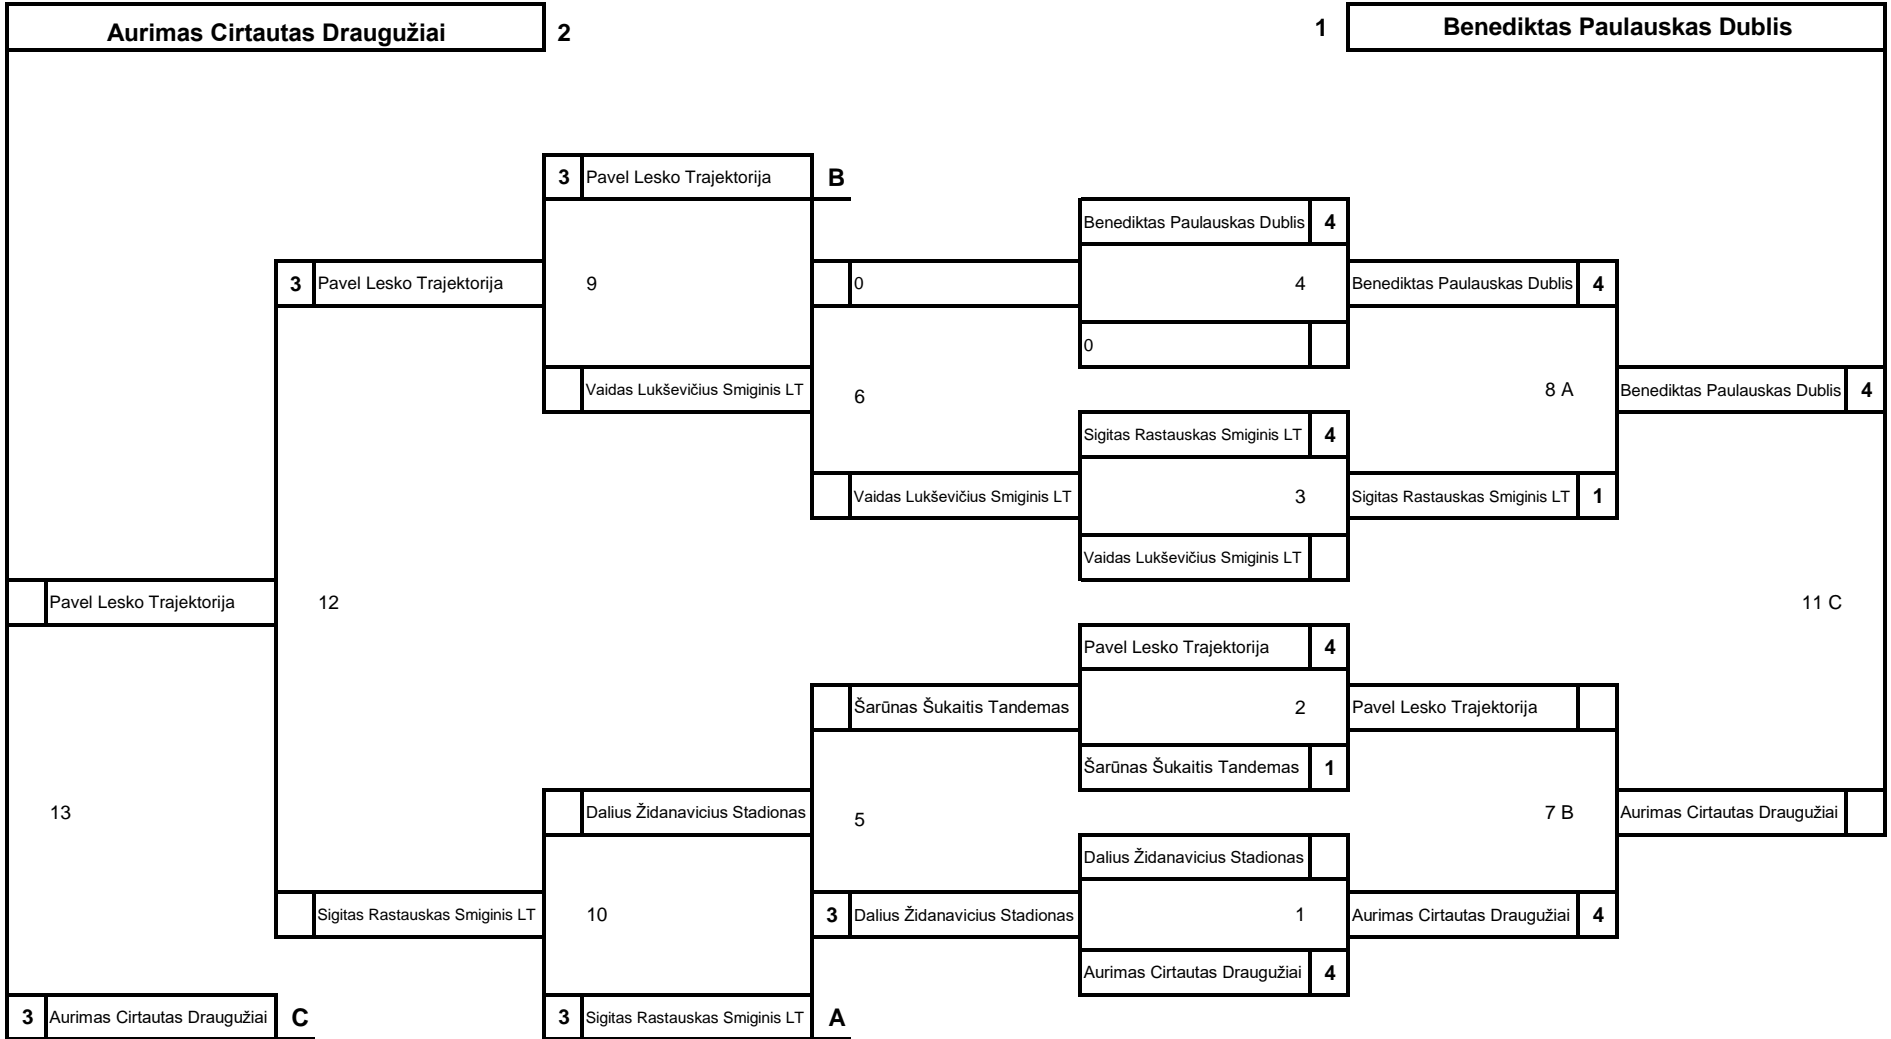 Aurimas Cirtautas Draugužiai 2 1 Benediktas Paulauskas Dublis
3 Pavel Lesko Trajektorija B
Benediktas Paulauskas Dublis 4
3 Pavel Lesko Trajektorija 9 0 4 Benediktas Paulauskas Dublis 4
0
Vaidas Lukševičius Smiginis LT 6 8 A Benediktas Paulauskas Dublis 4
Sigitas Rastauskas Smiginis LT 4
Vaidas Lukševičius Smiginis LT 3 Sigitas Rastauskas Smiginis LT 1
Vaidas Lukševičius Smiginis LT
Pavel Lesko Trajektorija 12 11 C
Pavel Lesko Trajektorija 4
Šarūnas Šukaitis Tandemas 2 Pavel Lesko Trajektorija
Šarūnas Šukaitis Tandemas 1
13 Dalius Židanavicius Stadionas 5 7 B Aurimas Cirtautas Draugužiai
Dalius Židanavicius Stadionas
Sigitas Rastauskas Smiginis LT 10 3 Dalius Židanavicius Stadionas 1 Aurimas Cirtautas Draugužiai 4
Aurimas Cirtautas Draugužiai 4
3 Aurimas Cirtautas Draugužiai C 3 Sigitas Rastauskas Smiginis LT A